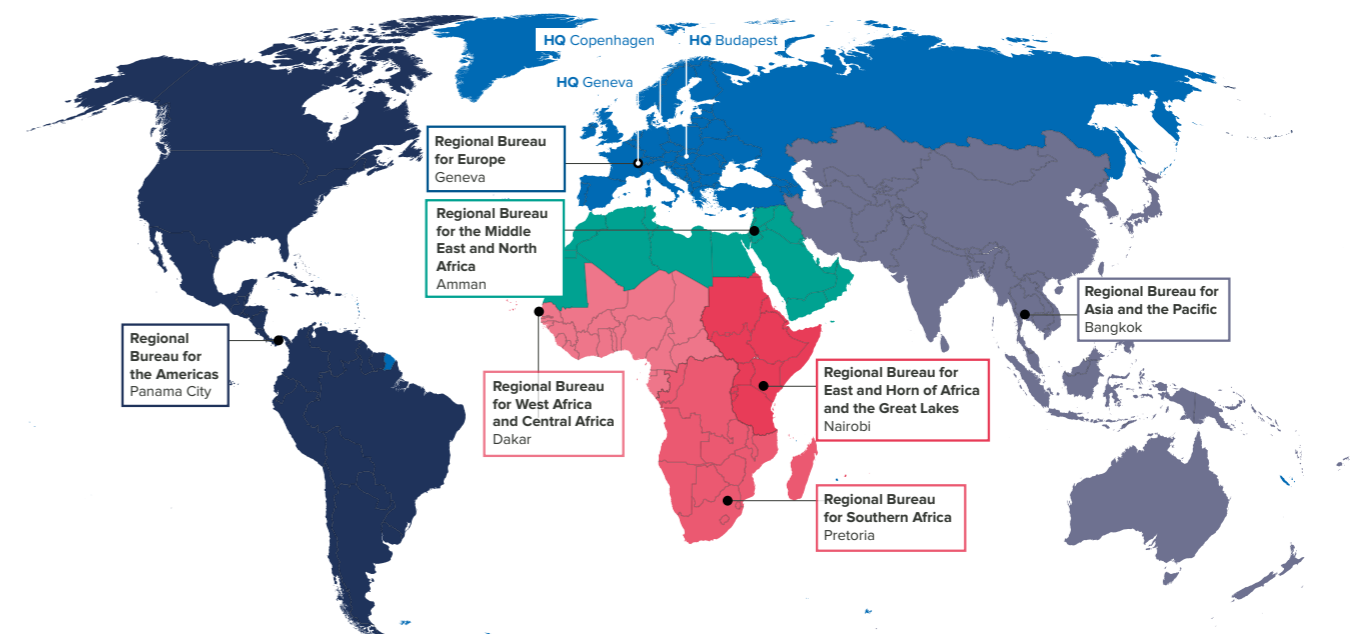 HQ Copenhagen
HQ Budapest
HQ Geneva
Regional Bureau
for Europe
Geneva
Regional Bureau
for the Middle
East and North
Africa
Amman
Regional Bureau for
Asia and the Pacific
Bangkok
Regional
Bureau for
the Americas
Panama City
Regional Bureau
for West Africa
and Central Africa
Dakar
Regional Bureau for
East and Horn of Africa
and the Great Lakes
Nairobi
Regional Bureau
for Southern Africa
Pretoria